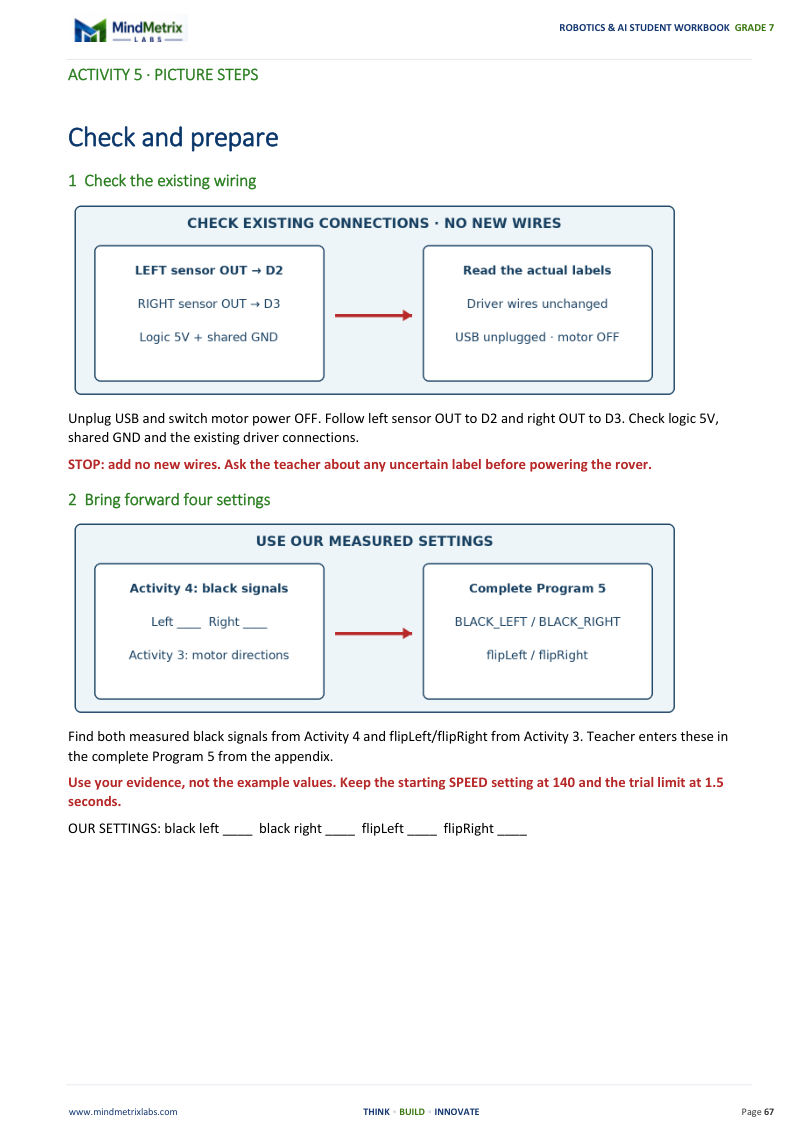 MindMetrix
LABS
ROBOTICS & AI STUDENT WORKBOOK GRADE 7
ACTIVITY 5 · PICTURE STEPS
Check and prepare
1 Check the existing wiring
CHECK EXISTING CONNECTIONS · NO NEW WIRES
LEFT sensor OUT → D2
RIGHT sensor OUT → D3
Logic 5V + shared GND
Read the actual labels
Driver wires unchanged
USB unplugged · motor OFF
Unplug USB and switch motor power OFF. Follow left sensor OUT to D2 and right OUT to D3. Check logic 5V,
shared GND and the existing driver connections.
STOP: add no new wires. Ask the teacher about any uncertain label before powering the rover.
2 Bring forward four settings
USE OUR MEASURED SETTINGS
Activity 4: black signals
Left ____ Right ____
Activity 3: motor directions
Complete Program 5
BLACK_LEFT / BLACK_RIGHT
flipLeft / flipRight
Find both measured black signals from Activity 4 and flipLeft/flipRight from Activity 3. Teacher enters these in
the complete Program 5 from the appendix.
Use your evidence, not the example values. Keep the starting SPEED setting at 140 and the trial limit at 1.5
seconds.
OUR SETTINGS: black left ____ black right ____ flipLeft ____ flipRight ____
www.mindmetrixlabs.com
THINK · BUILD · INNOVATE
Page 67